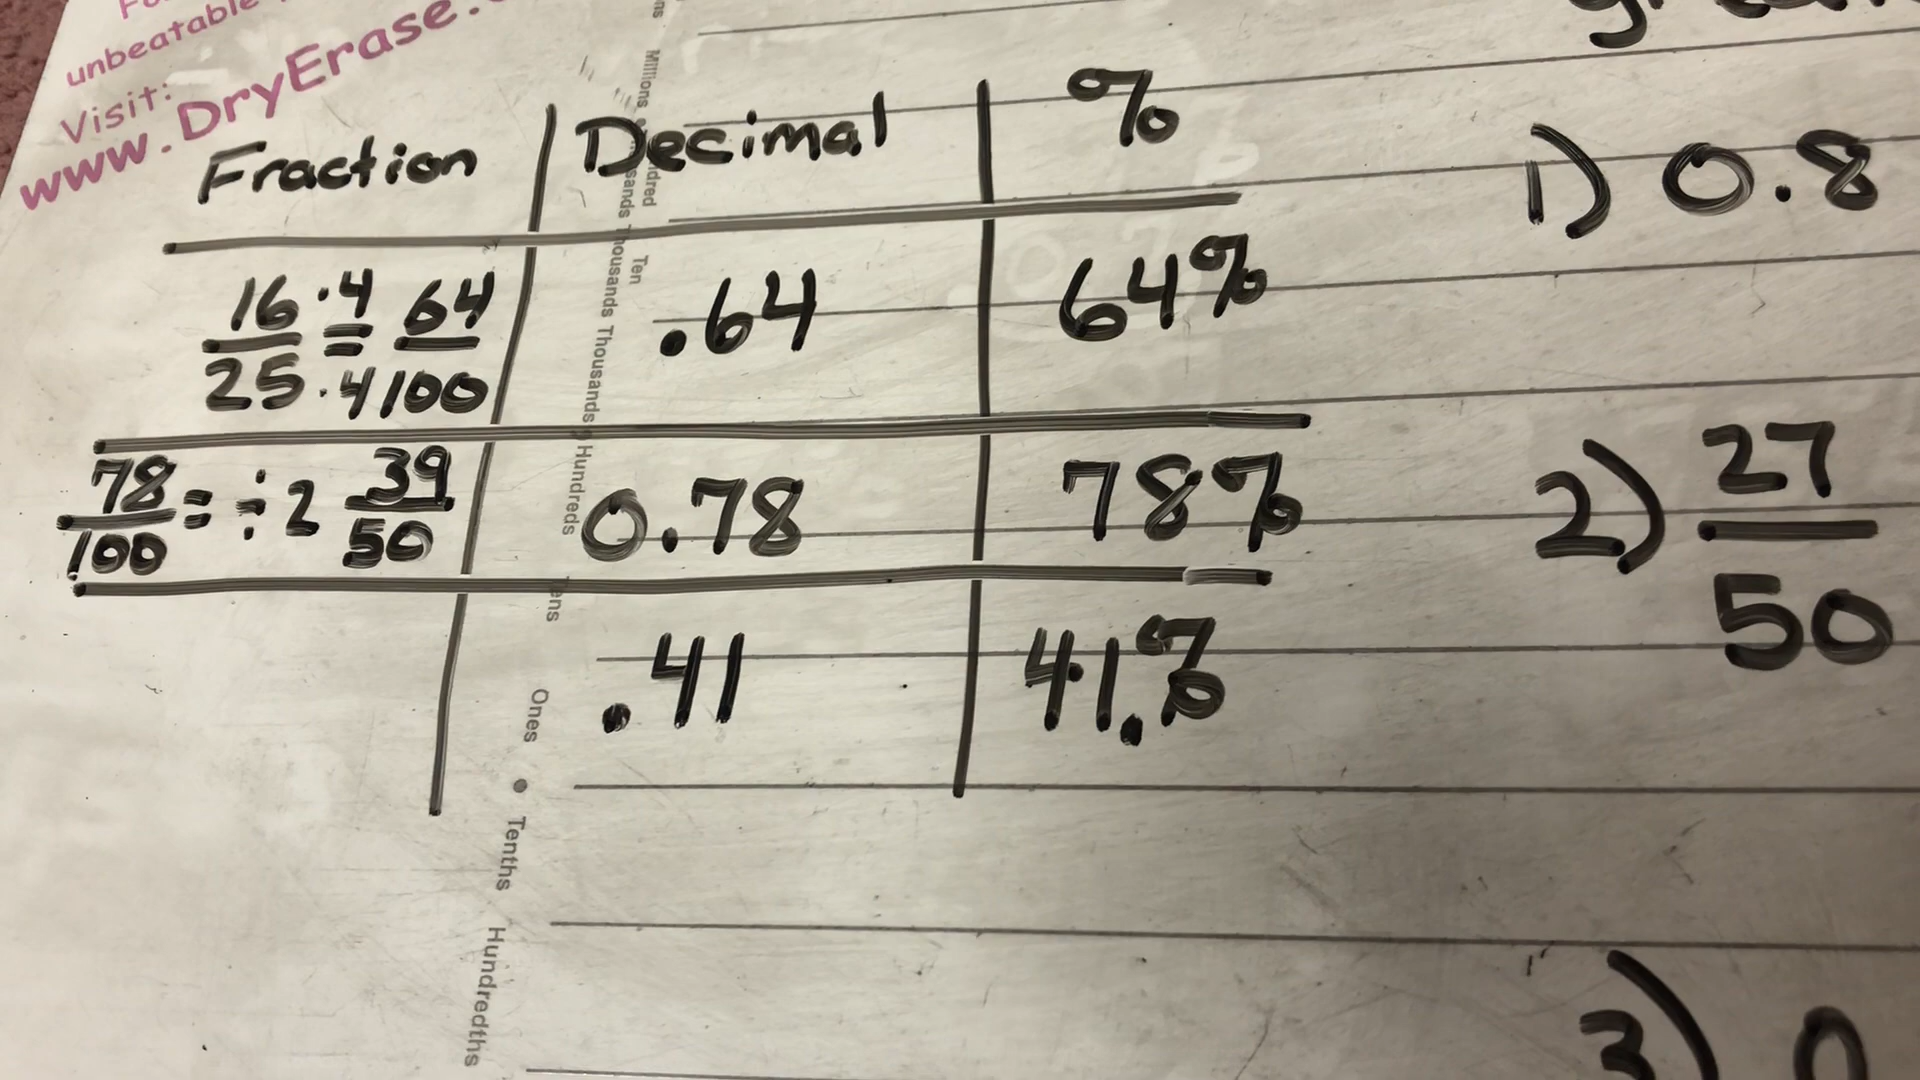 unbeatable
Visit:
www.DryErase.
Fraction Decimal %
16 · 4 = 64
25 · 4 100
.64 64%
78 = ÷2 39
100 50
0.78 78%
.41 41.%
1) 0.8
2) 27
50
3) 0
Millions
Thousands
Ten
Thousands
Thousands
Hundreds
Ones
Tenths
Hundredths